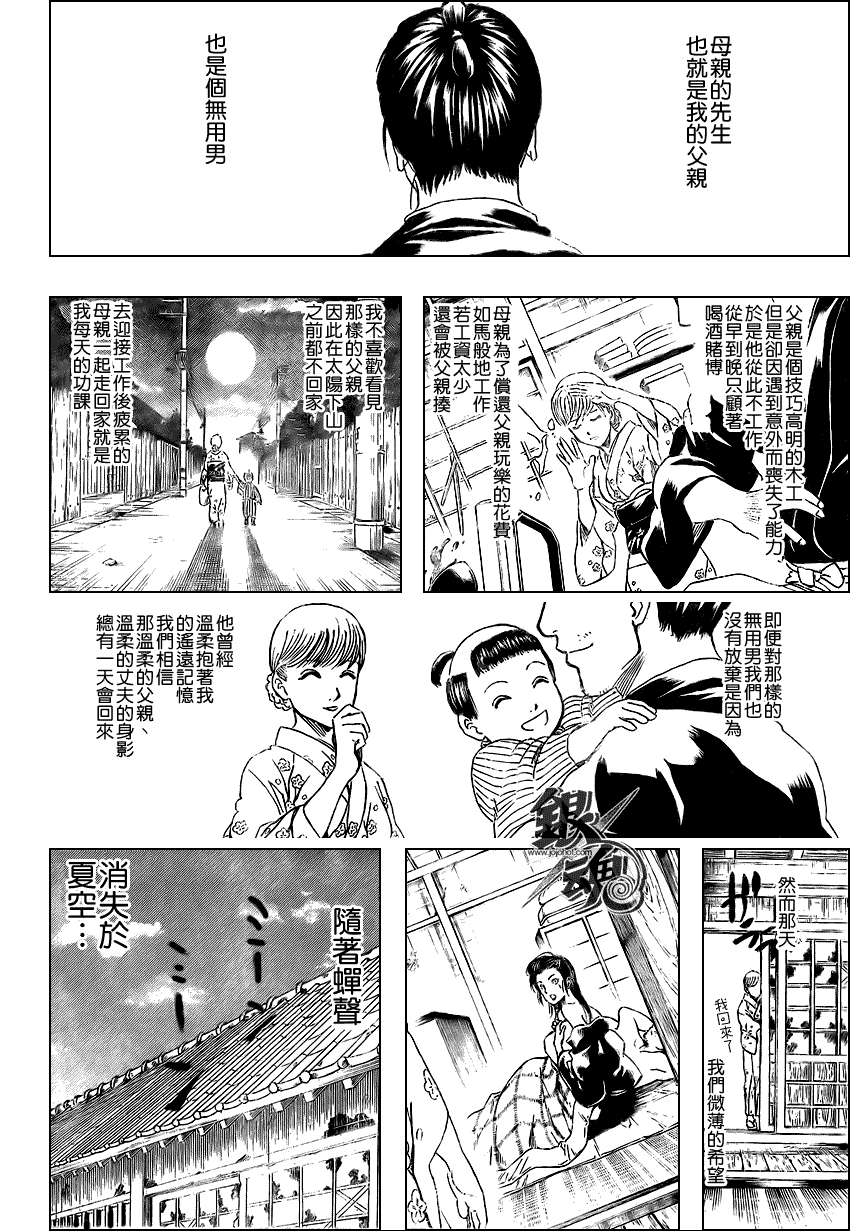 母親的先生
也就是我的父親
也是個無用男
父親是個技巧高明的木工
但是卻因遇到意外而喪失了能力
於是他從此不工作
從早到晚只顧著
喝酒賭博
母親為了償還父親玩樂的花費
如馬般地工作
若工資太少
還會被父親揍
我不喜歡看見
那樣的父親
因此在太陽下山
之前都不回家
去迎接工作後疲累的
母親一起走回家就是
我每天的功課
即便對那樣的
無用男我們也
沒有放棄是因為
他曾經
溫柔抱著我
的遙遠記憶
我們相信
那溫柔的父親、
溫柔的丈夫的身影
總有一天會回來
銀魂
www.jojohot.com
然而那天
我回來了
我們微薄的希望
隨著蟬聲
消失於
夏空…